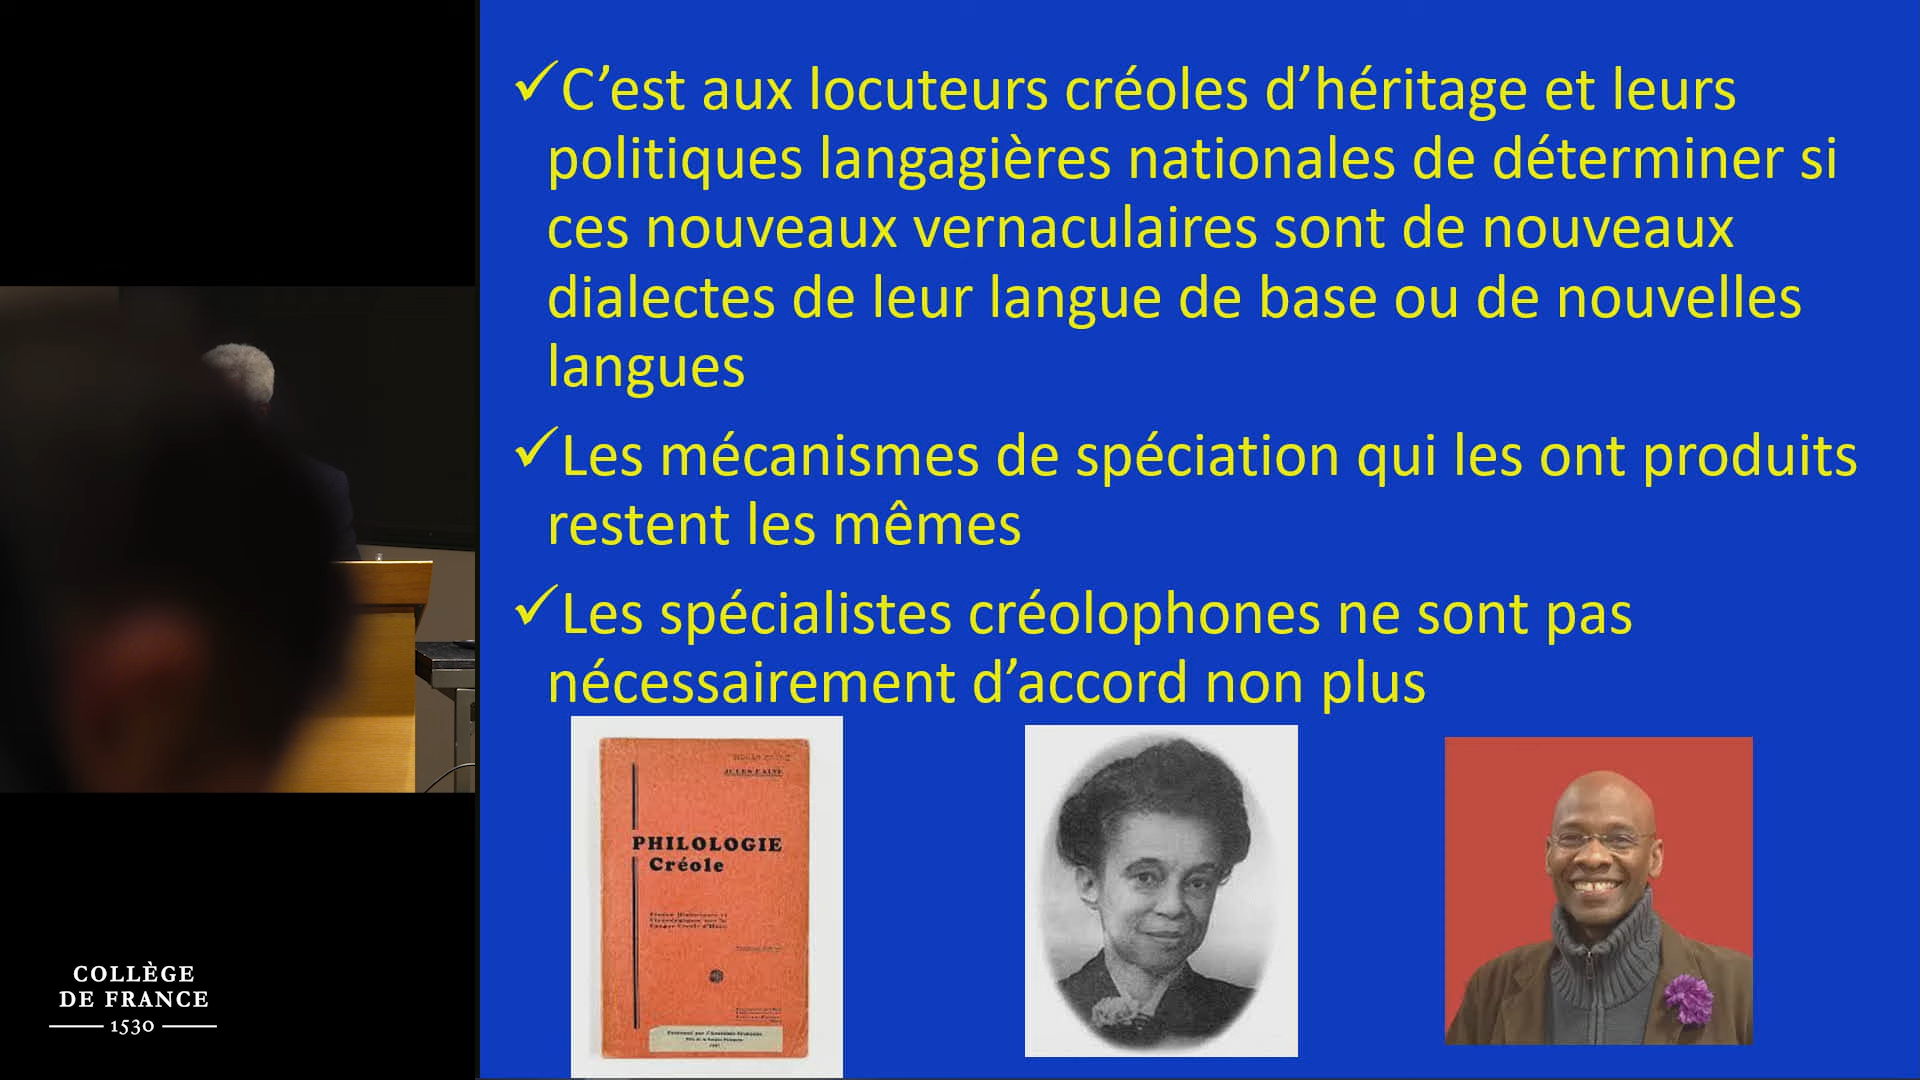 ✓C’est aux locuteurs créoles d’héritage et leurs
politiques langagières nationales de déterminer si
ces nouveaux vernaculaires sont de nouveaux
dialectes de leur langue de base ou de nouvelles
langues
✓Les mécanismes de spéciation qui les ont produits
restent les mêmes
✓Les spécialistes créolophones ne sont pas
nécessairement d’accord non plus
JULES FAINE
PHILOLOGIE
Créole
COLLÈGE
DE FRANCE
1530